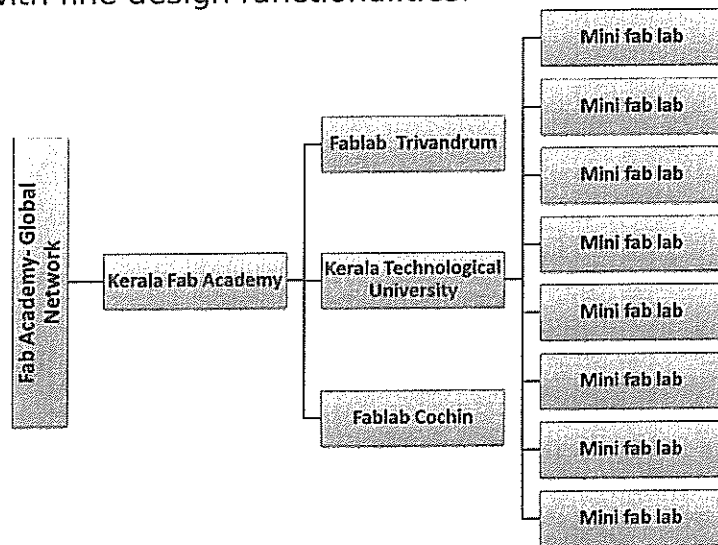 with fine design functionalities.
Fab Academy- Global
Network
Kerala Fab Academy
Fablab Trivandrum
Kerala Technological
University
Fablab Cochin
Mini fab lab
Mini fab lab
Mini fab lab
Mini fab lab
Mini fab lab
Mini fab lab
Mini fab lab
Mini fab lab